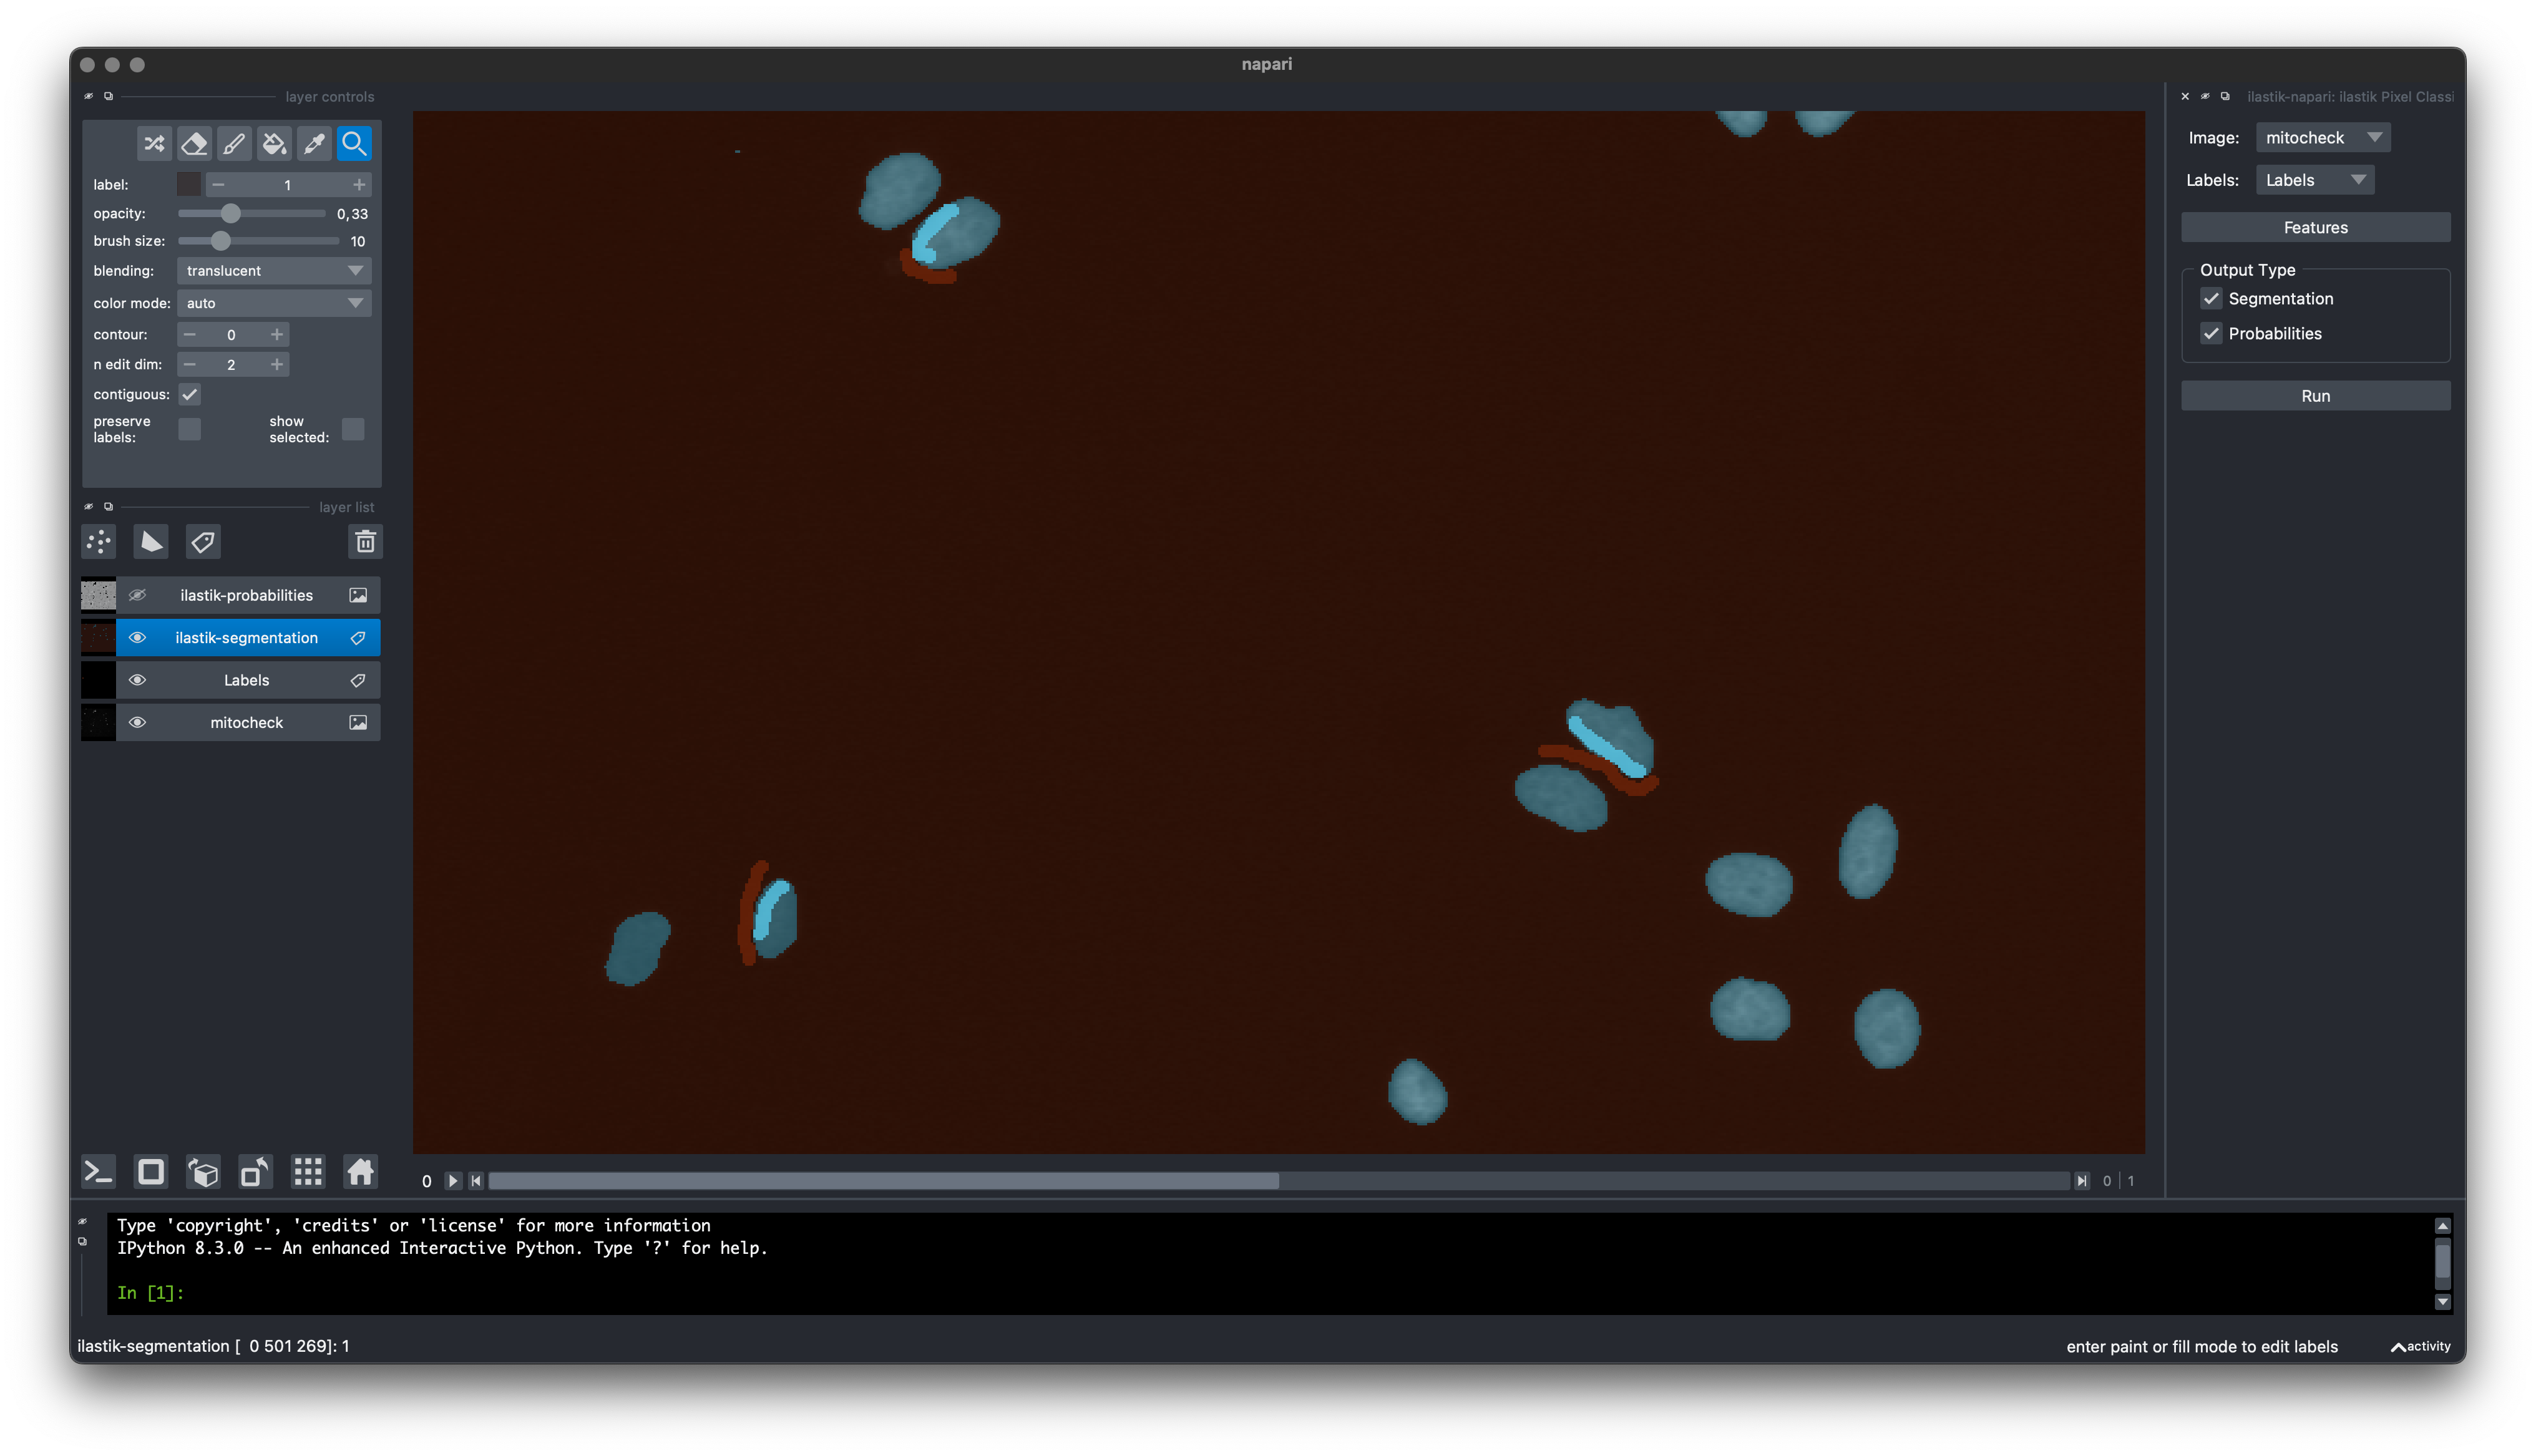 napari
layer controls
label:
1
opacity:
0,33
brush size:
10
blending:
translucent
color mode:
auto
contour:
0
n edit dim:
2
contiguous:
preserve
labels:
show
selected:
layer list
ilastik-probabilities
ilastik-segmentation
Labels
mitocheck
0
0 | 1
ilastik-napari: ilastik Pixel Classi
Image:
mitocheck
Labels:
Labels
Features
Output Type
Segmentation
Probabilities
Run
Type 'copyright', 'credits' or 'license' for more information
IPython 8.3.0 -- An enhanced Interactive Python. Type '?' for help.
In [1]:
ilastik-segmentation [  0 501 269]: 1
enter paint or fill mode to edit labels
activity